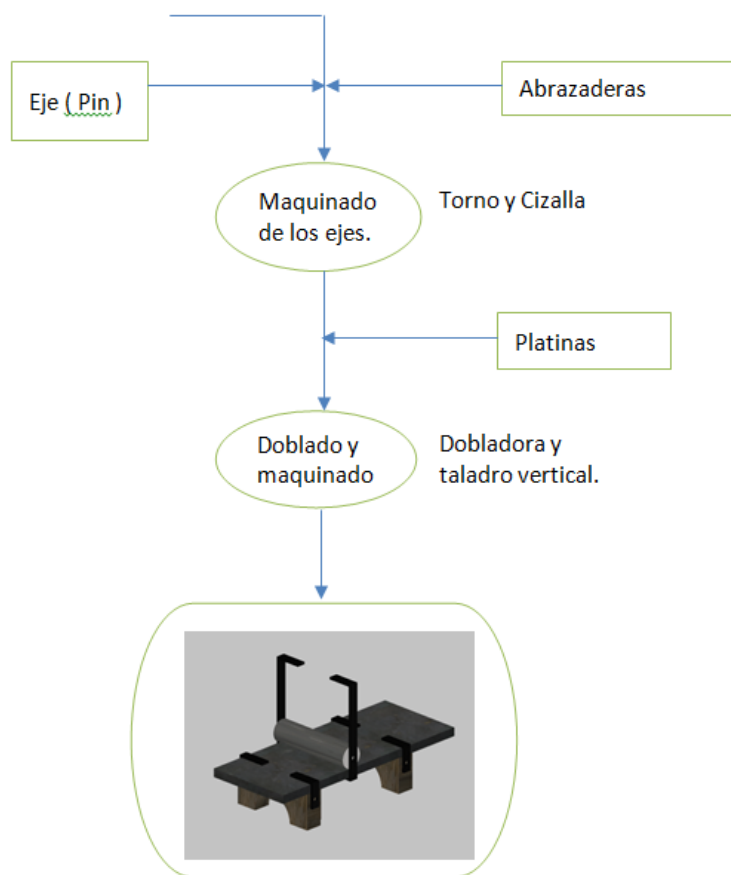 Eje ( Pin )
Abrazaderas
Maquinado
de los ejes.
Torno y Cizalla
Platinas
Doblado y
maquinado
Dobladora y
taladro vertical.